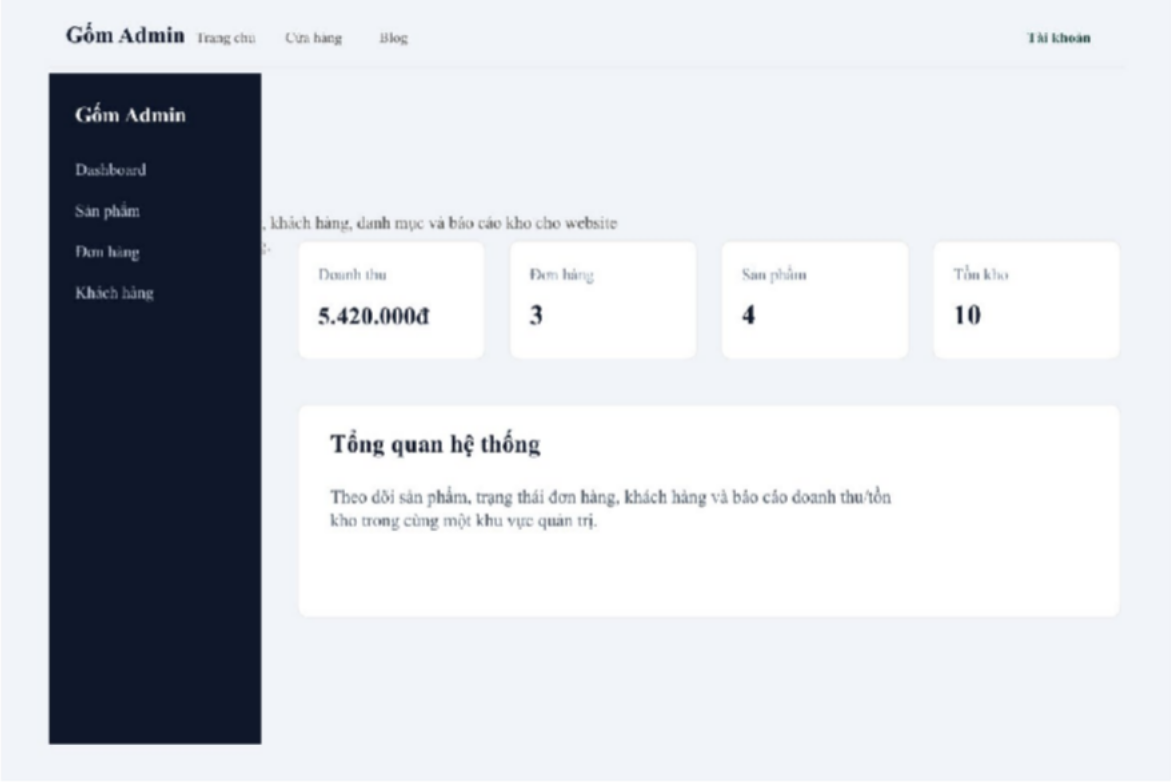 Gốm Admin Trang chủ Cửa hàng Blog Tài khoản
Gốm Admin
Dashboard
Sản phẩm
Đơn hàng
Khách hàng
, khách hàng, danh mục và báo cáo kho cho website
Doanh thu
5.420.000đ
Đơn hàng
3
Sản phẩm
4
Tồn kho
10
Tổng quan hệ thống
Theo dõi sản phẩm, trạng thái đơn hàng, khách hàng và báo cáo doanh thu/tồn
kho trong cùng một khu vực quản trị.